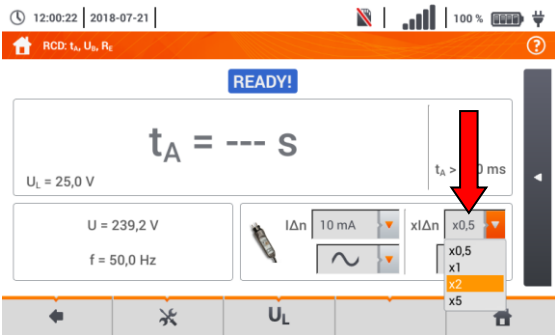 12:00:22 2018-07-21 100 %
RCD: tA, UB, RE ?
READY!
tA = --- s
UL = 25,0 V
tA > 0 ms
U = 239,2 V
f = 50,0 Hz
IΔn 10 mA xIΔn x0,5
x0,5
x1
x2
x5
UL